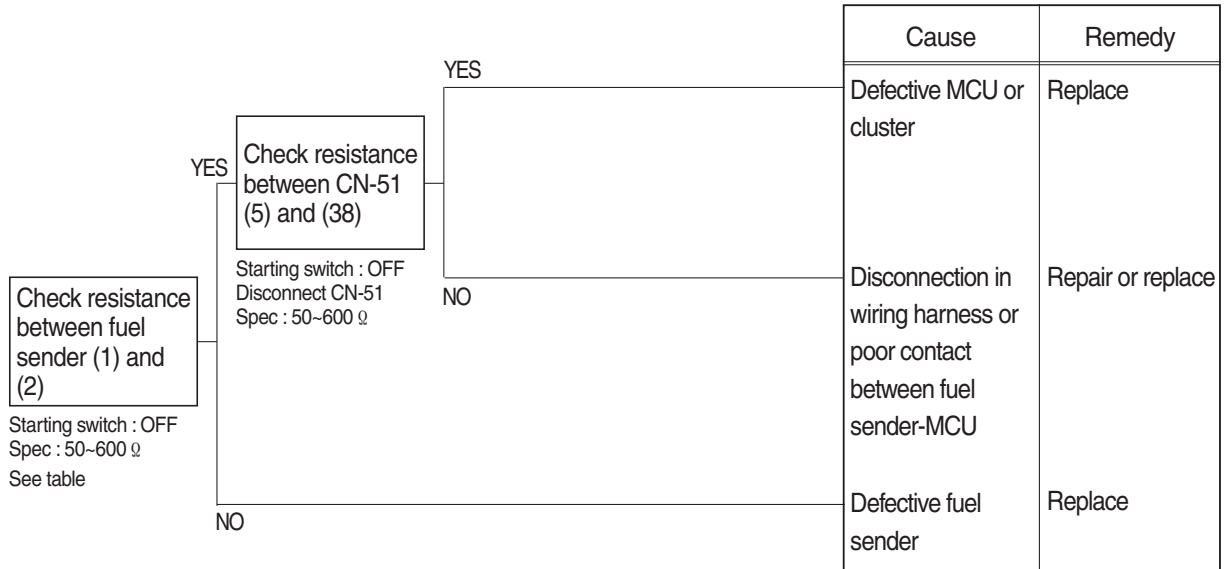 Check resistance
between fuel
sender (1) and
(2)
Starting switch : OFF
Spec : 50~600 Ω
See table
YES
NO
Check resistance
between CN-51
(5) and (38)
Starting switch : OFF
Disconnect CN-51
Spec : 50~600 Ω
YES
NO
Cause
Remedy
Defective MCU or
cluster
Replace
Disconnection in
wiring harness or
poor contact
between fuel
sender-MCU
Repair or replace
Defective fuel
sender
Replace